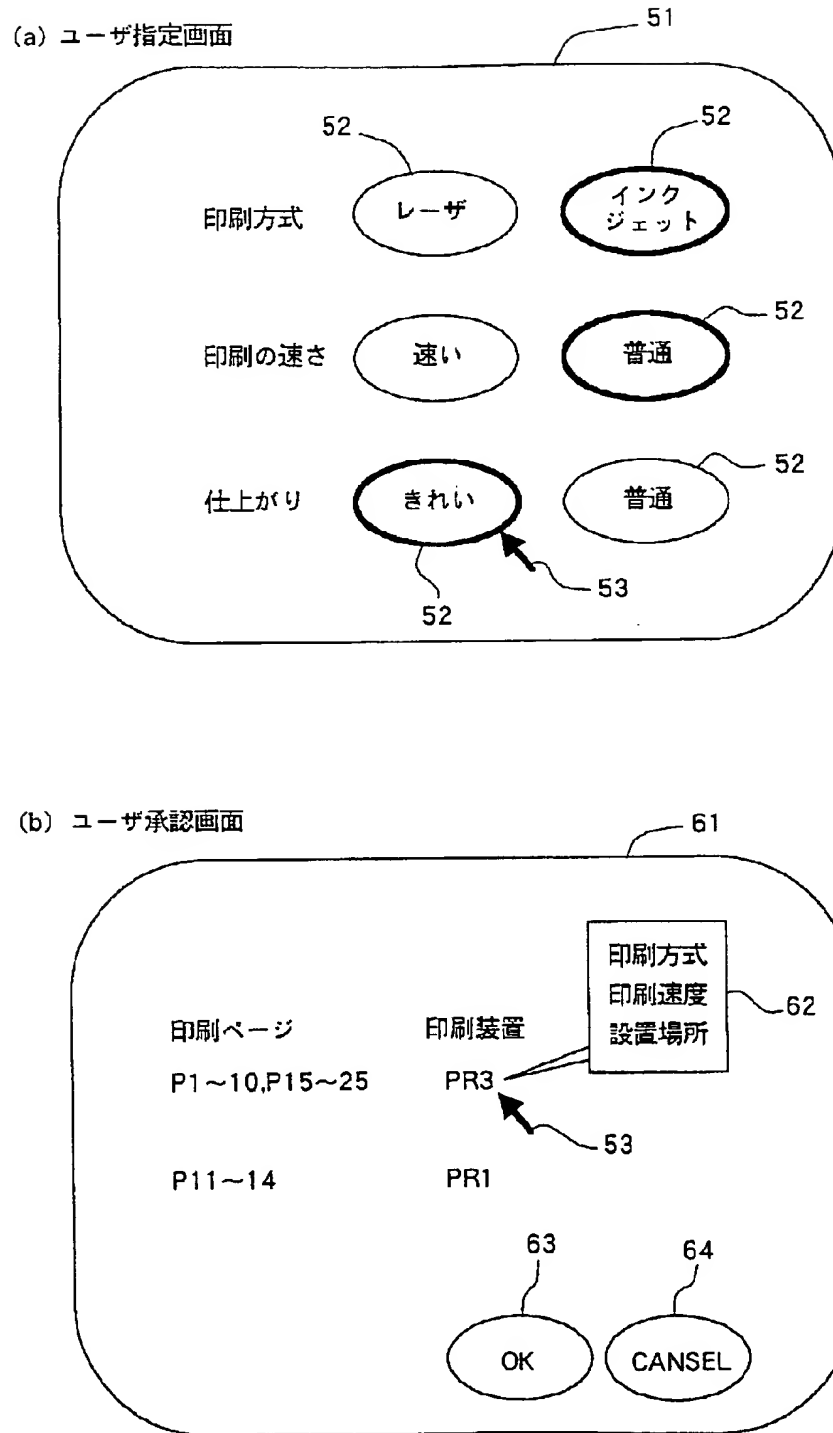 (a) ユーザ指定画面
51
52
52
印刷方式
レーザ
インク
ジェット
52
印刷の速さ
速い
普通
52
仕上がり
きれい
普通
53
52
(b) ユーザ承認画面
61
印刷方式
印刷速度
設置場所
62
印刷ページ
印刷装置
P1～10,P15～25
PR3
53
P11～14
PR1
63
64
OK
CANSEL